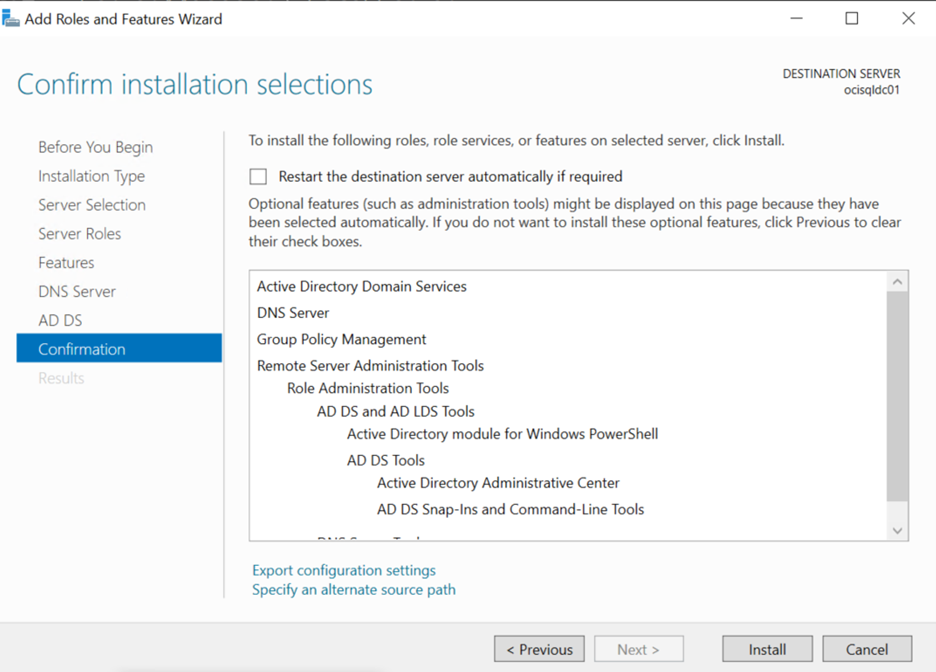 Add Roles and Features Wizard
Confirm installation selections
DESTINATION SERVER
ocisqldc01
Before You Begin
Installation Type
Server Selection
Server Roles
Features
DNS Server
AD DS
Confirmation
Results
To install the following roles, role services, or features on selected server, click Install.
Restart the destination server automatically if required
Optional features (such as administration tools) might be displayed on this page because they have
been selected automatically. If you do not want to install these optional features, click Previous to clear
their check boxes.
Active Directory Domain Services
DNS Server
Group Policy Management
Remote Server Administration Tools
Role Administration Tools
AD DS and AD LDS Tools
Active Directory module for Windows PowerShell
AD DS Tools
Active Directory Administrative Center
AD DS Snap-Ins and Command-Line Tools
DNS Server Tools
Export configuration settings
Specify an alternate source path
< Previous
Next >
Install
Cancel